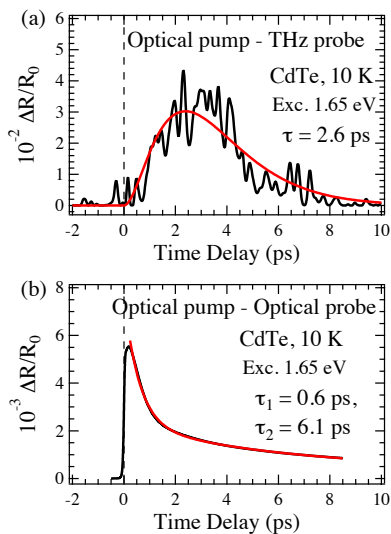 (a)
Optical pump - THz probe
CdTe, 10 K
Exc. 1.65 eV
τ = 2.6 ps
10⁻² ΔR/R₀
6
5
4
3
2
1
0
-2 0 2 4 6 8 10
Time Delay (ps)
(b)
Optical pump - Optical probe
CdTe, 10 K
Exc. 1.65 eV
τ₁ = 0.6 ps,
τ₂ = 6.1 ps
10⁻³ ΔR/R₀
8
6
4
2
0
-2 0 2 4 6 8 10
Time Delay (ps)